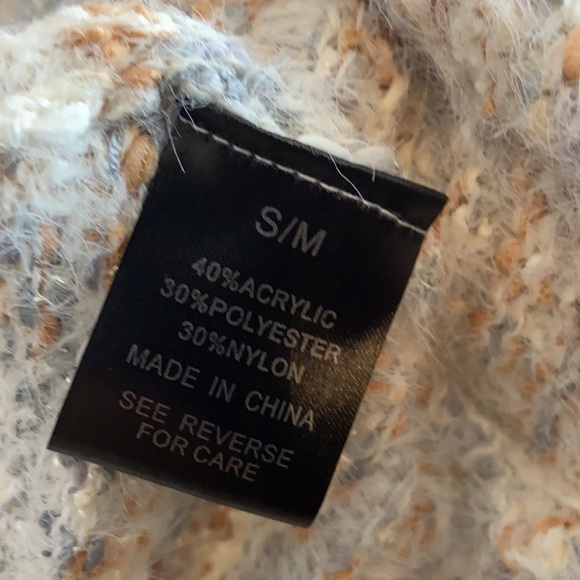 S/M
40%ACRYLIC
30%POLYESTER
30%NYLON
MADE IN CHINA
SEE REVERSE
FOR CARE